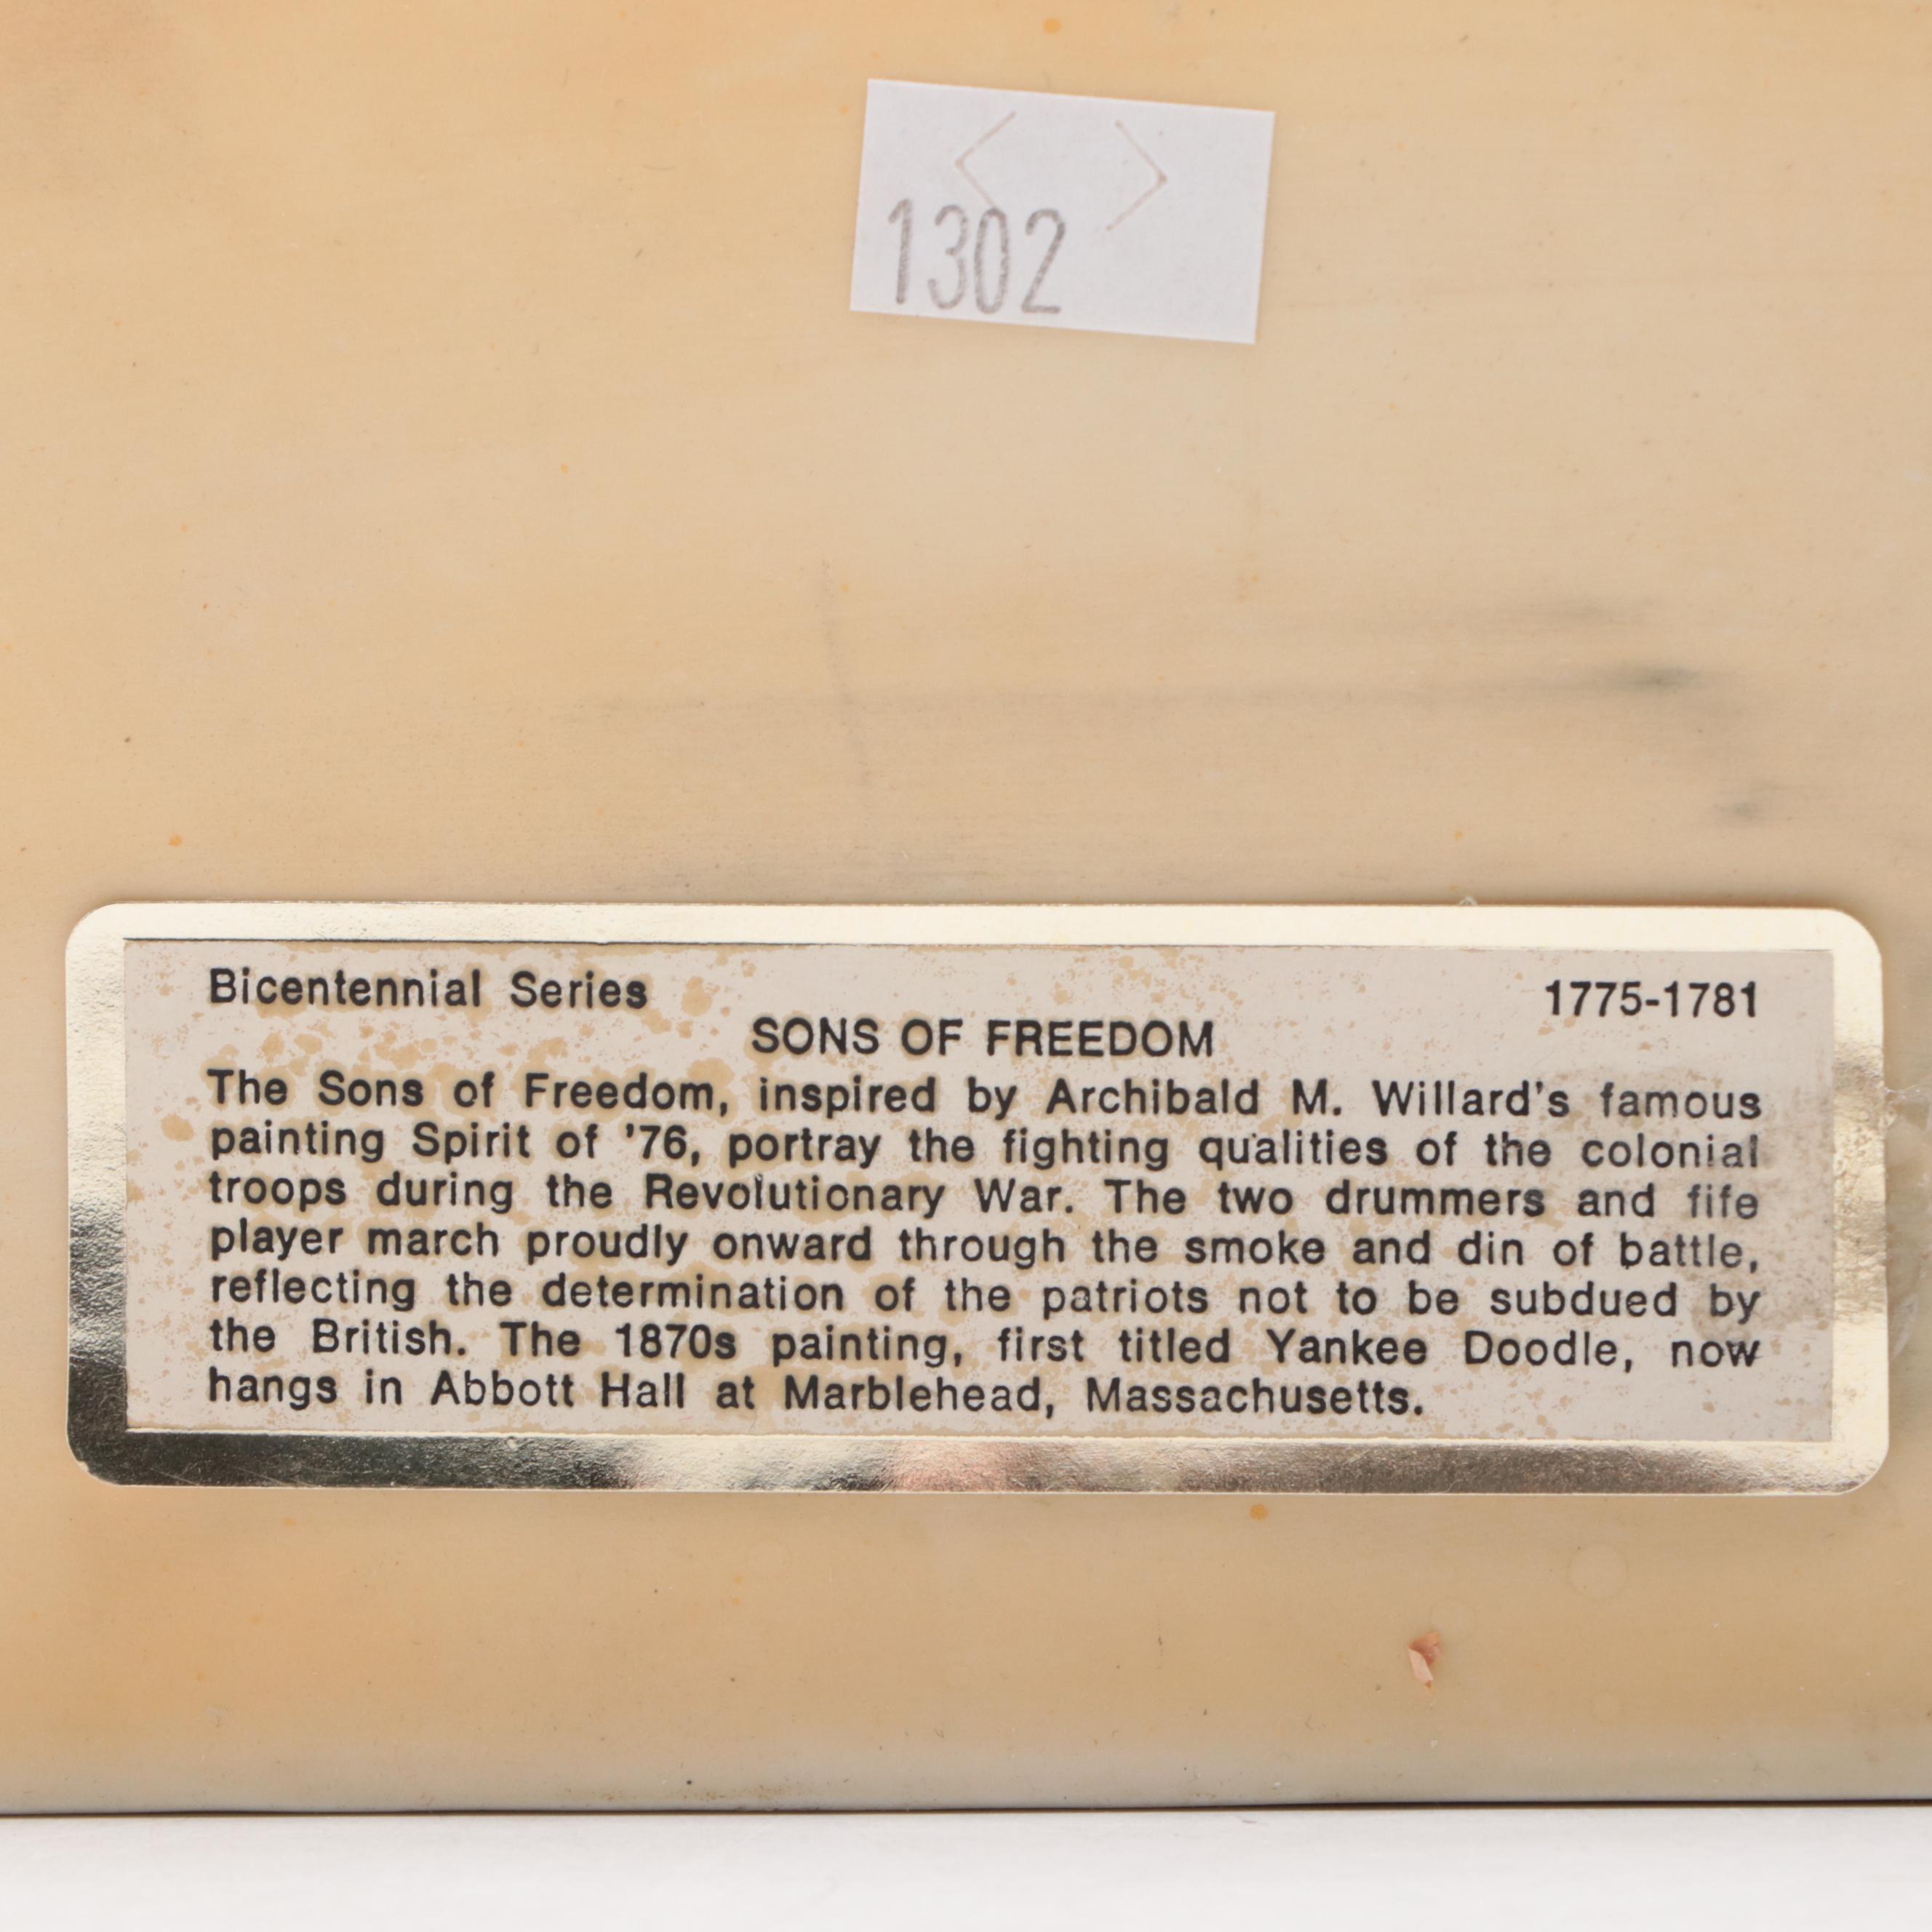 1302
Bicentennial Series 1775-1781
SONS OF FREEDOM
The Sons of Freedom, inspired by Archibald M. Willard's famous
painting Spirit of '76, portray the fighting qualities of the colonial
troops during the Revolutionary War. The two drummers and fife
player march proudly onward through the smoke and din of battle,
reflecting the determination of the patriots not to be subdued by
the British. The 1870s painting, first titled Yankee Doodle, now
hangs in Abbott Hall at Marblehead, Massachusetts.